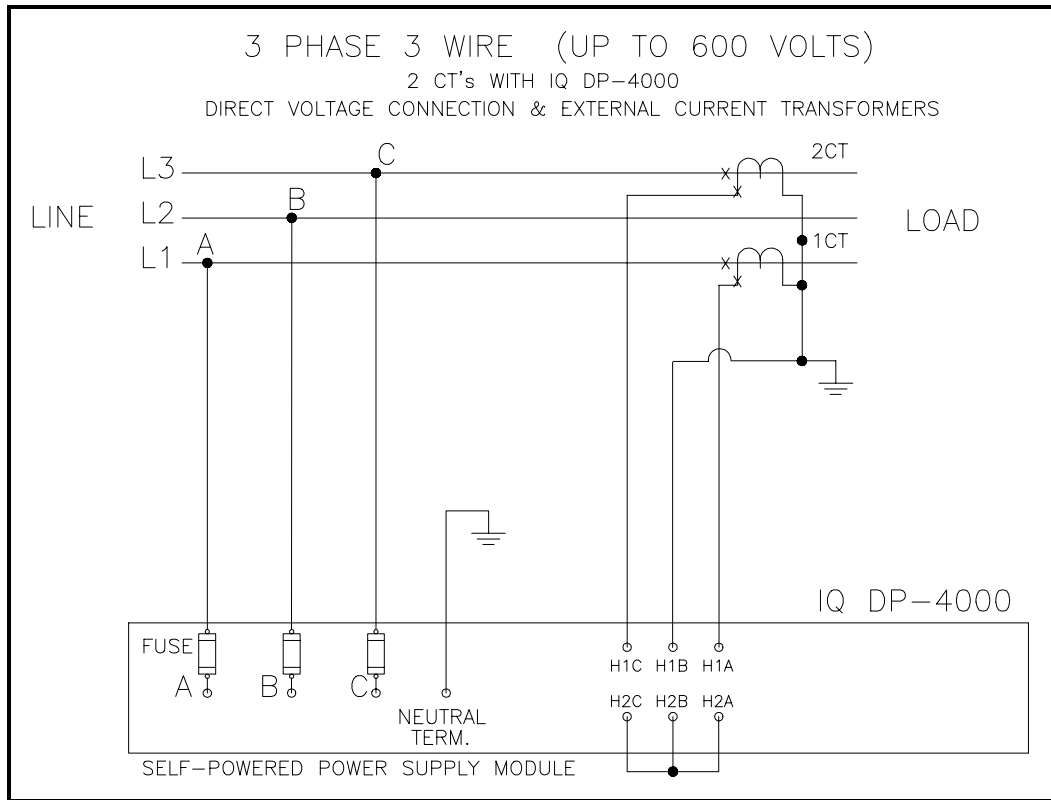 3 PHASE 3 WIRE (UP TO 600 VOLTS)
2 CT's WITH IQ DP-4000
DIRECT VOLTAGE CONNECTION & EXTERNAL CURRENT TRANSFORMERS
C
L3
2CT
B
LINE
L2
LOAD
A
1CT
L1
IQ DP-4000
FUSE
H1C H1B H1A
A B C
H2C H2B H2A
NEUTRAL
TERM.
SELF-POWERED POWER SUPPLY MODULE